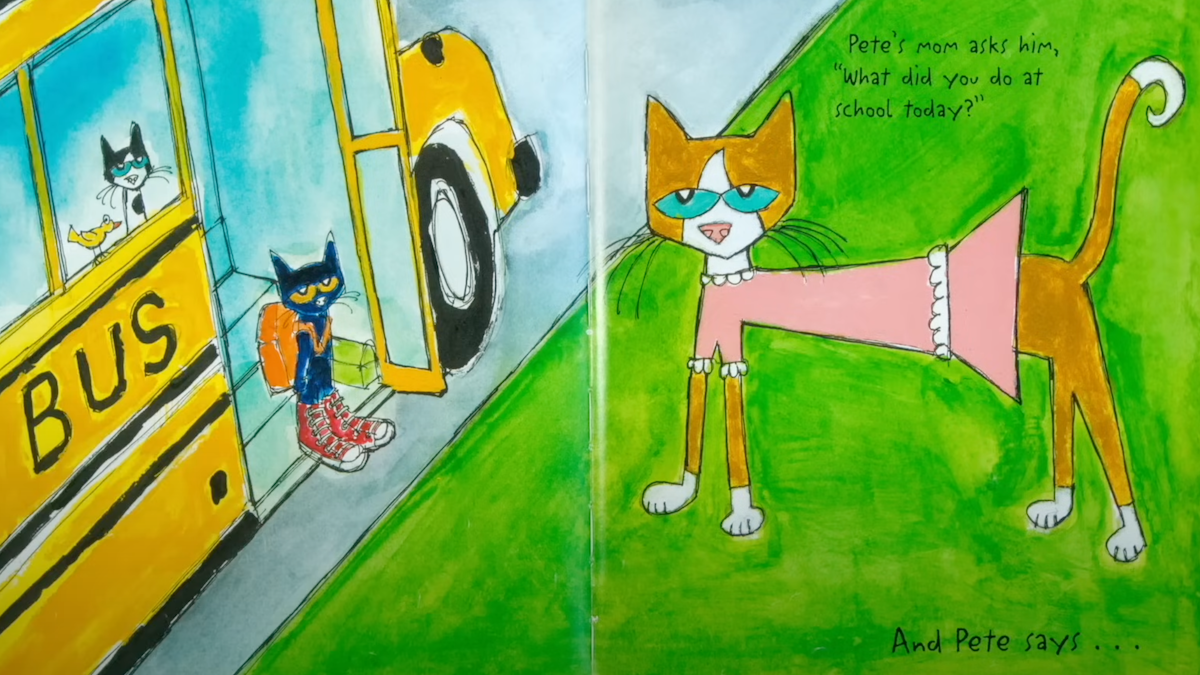 BUS
Pete's mom asks him,
"What did you do at
school today?"
And Pete says . . .